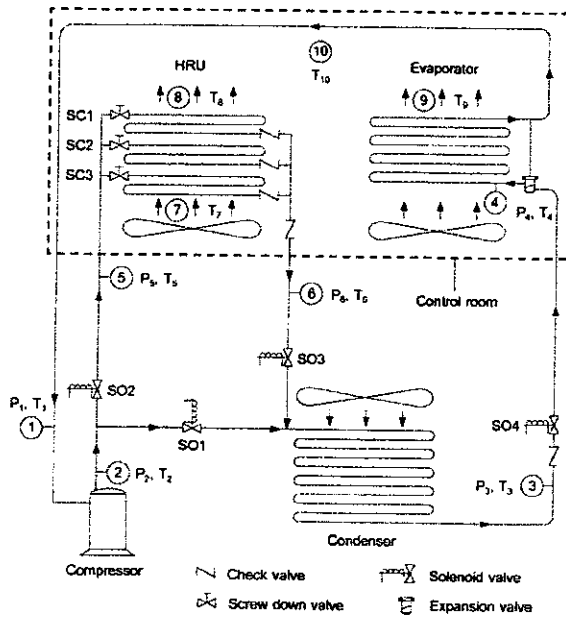 10
HRU
T10
Evaporator
8
T8
9
T9
SC1
SC2
SC3
7
T7
4
P4, T4
5
P5, T5
6
P6, T6
Control room
SO3
SO2
SO4
P1, T1
1
SO1
2
P2, T2
P3, T3
3
Condenser
Compressor
Check valve
Solenoid valve
Screw down valve
Expansion valve